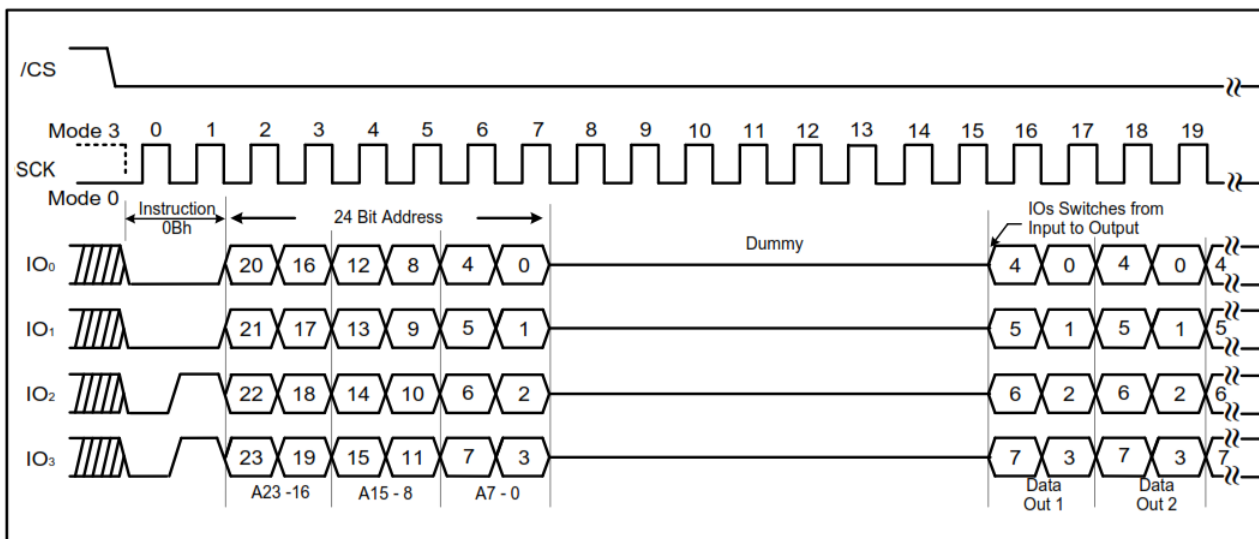 /CS
Mode 3 0 1 2 3 4 5 6 7 8 9 10 11 12 13 14 15 16 17 18 19
SCK
Mode 0
Instruction
0Bh
24 Bit Address
IOs Switches from
Input to Output
Dummy
IO0 20 16 12 8 4 0 4 0 4 0 4
IO1 21 17 13 9 5 1 5 1 5 1 5
IO2 22 18 14 10 6 2 6 2 6 2 6
IO3 23 19 15 11 7 3 7 3 7 3 7
A23 -16 A15 - 8 A7 - 0
Data
Out 1
Data
Out 2